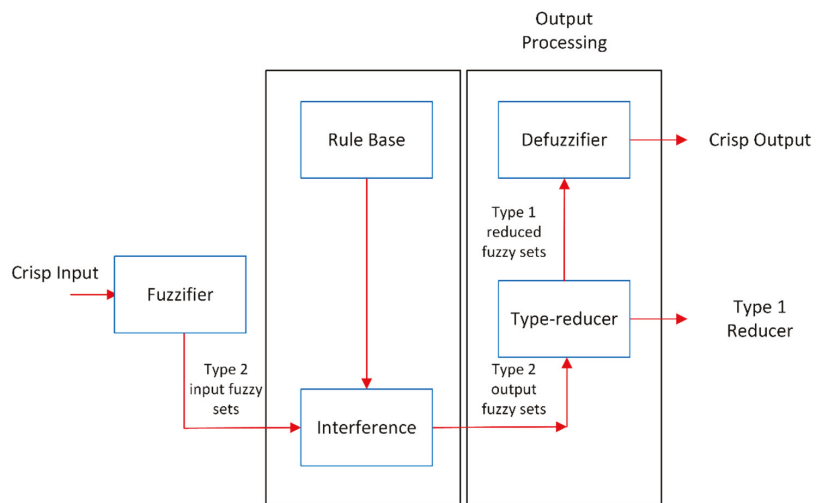 Output
Processing
Rule Base
Defuzzifier
Crisp Output
Type 1
reduced
fuzzy sets
Crisp Input
Fuzzifier
Type-reducer
Type 1
Reducer
Type 2
input fuzzy
sets
Type 2
output
fuzzy sets
Interference